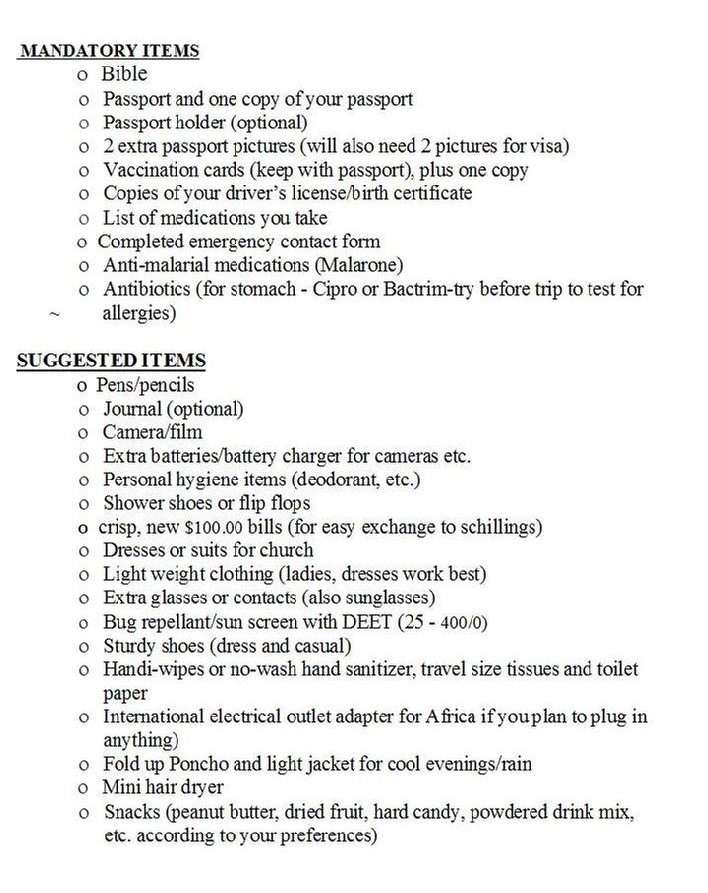 MANDATORY ITEMS
o Bible
o Passport and one copy of your passport
o Passport holder (optional)
o 2 extra passport pictures (will also need 2 pictures for visa)
o Vaccination cards (keep with passport), plus one copy
o Copies of your driver's license/birth certificate
o List of medications you take
o Completed emergency contact form
o Anti-malarial medications (Malarone)
o Antibiotics (for stomach - Cipro or Bactrim-try before trip to test for
~ allergies)
SUGGESTED ITEMS
o Pens/pencils
o Journal (optional)
o Camera/film
o Extra batteries/battery charger for cameras etc.
o Personal hygiene items (deodorant, etc.)
o Shower shoes or flip flops
o crisp, new $100.00 bills (for easy exchange to schillings)
o Dresses or suits for church
o Light weight clothing (ladies, dresses work best)
o Extra glasses or contacts (also sunglasses)
o Bug repellant/sun screen with DEET (25 - 400/0)
o Sturdy shoes (dress and casual)
o Handi-wipes or no-wash hand sanitizer, travel size tissues and toilet
paper
o International electrical outlet adapter for Africa if you plan to plug in
anything)
o Fold up Poncho and light jacket for cool evenings/rain
o Mini hair dryer
o Snacks (peanut butter, dried fruit, hard candy, powdered drink mix,
etc. according to your preferences)